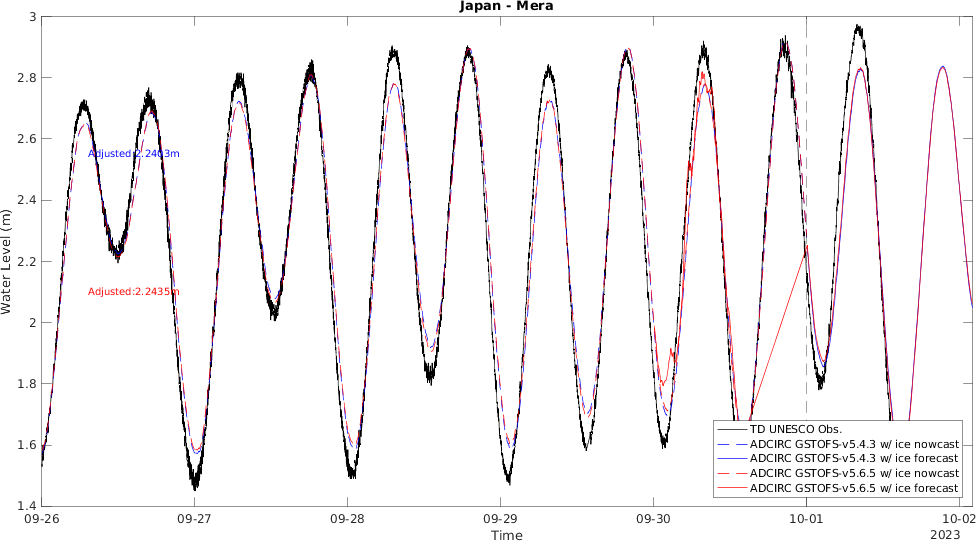 Japan - Mera
3
2.8
2.6
2.4
2.2
2
1.8
1.6
1.4
Water Level (m)
Adjusted:2.2403m
Adjusted:2.2435m
TD UNESCO Obs.
ADCIRC GSTOFS-v5.4.3 w/ ice nowcast
ADCIRC GSTOFS-v5.4.3 w/ ice forecast
ADCIRC GSTOFS-v5.6.5 w/ ice nowcast
ADCIRC GSTOFS-v5.6.5 w/ ice forecast
09-26 09-27 09-28 09-29 09-30 10-01 10-02
Time
2023